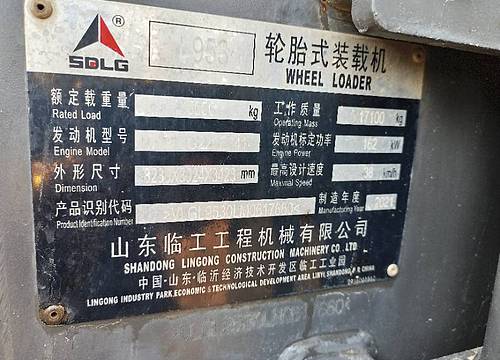 SDLG
L953
轮胎式装载机
WHEEL LOADER
额定载重量 kg
Rated Load
工作质量 17100 kg
Operating Mass
发动机型号
Engine Model
发动机标定功率 162 kW
Engine Power
外形尺寸 mm
Dimension
最高设计速度 38 km/h
Maximal Speed
产品识别代码
Product Identification Number
制造年度 2021
Manufacturing Year
山东临工工程机械有限公司
SHANDONG LINGONG CONSTRUCTION MACHINERY CO.,LTD
中国·山东·临沂经济技术开发区临工工业园
LINGONG INDUSTRY PARK.ECONOMIC & TECHNOLOGICAL DEVELOPMENT AREA. LINYI,SHANDONG,P.R.CHINA